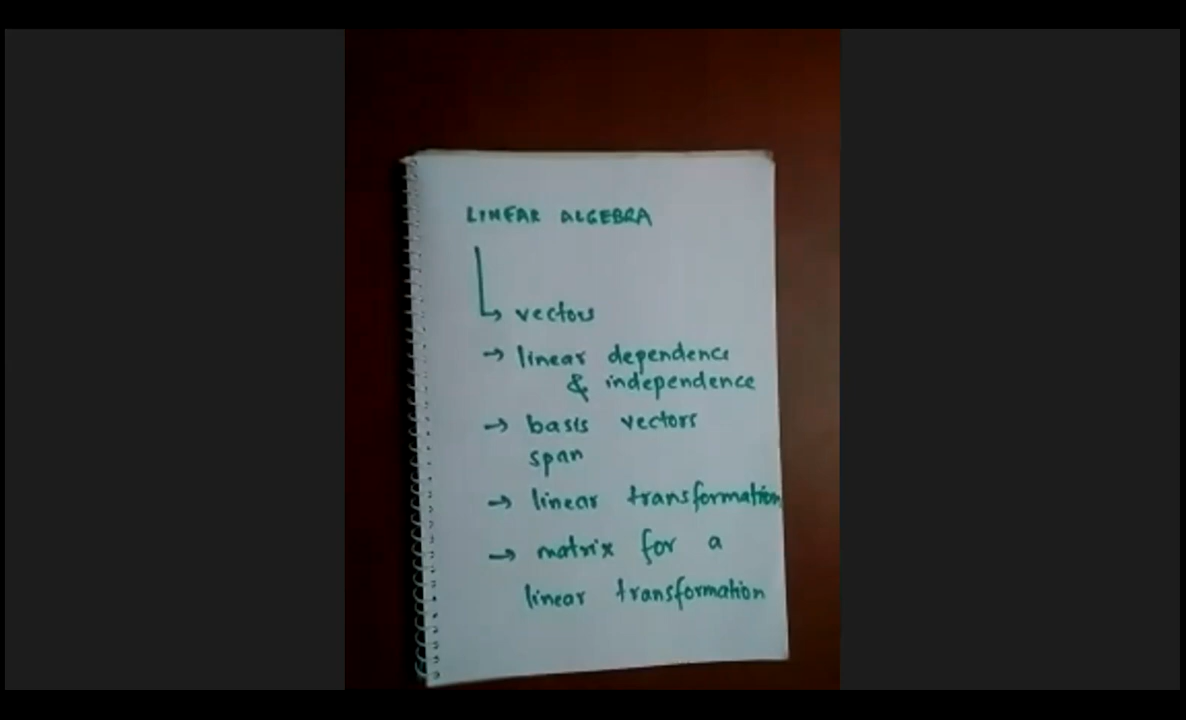 LINEAR ALGEBRA
↳ vectors
→ linear dependence
& independence
→ basis vectors
span
→ linear transformation
→ matrix for a
linear transformation